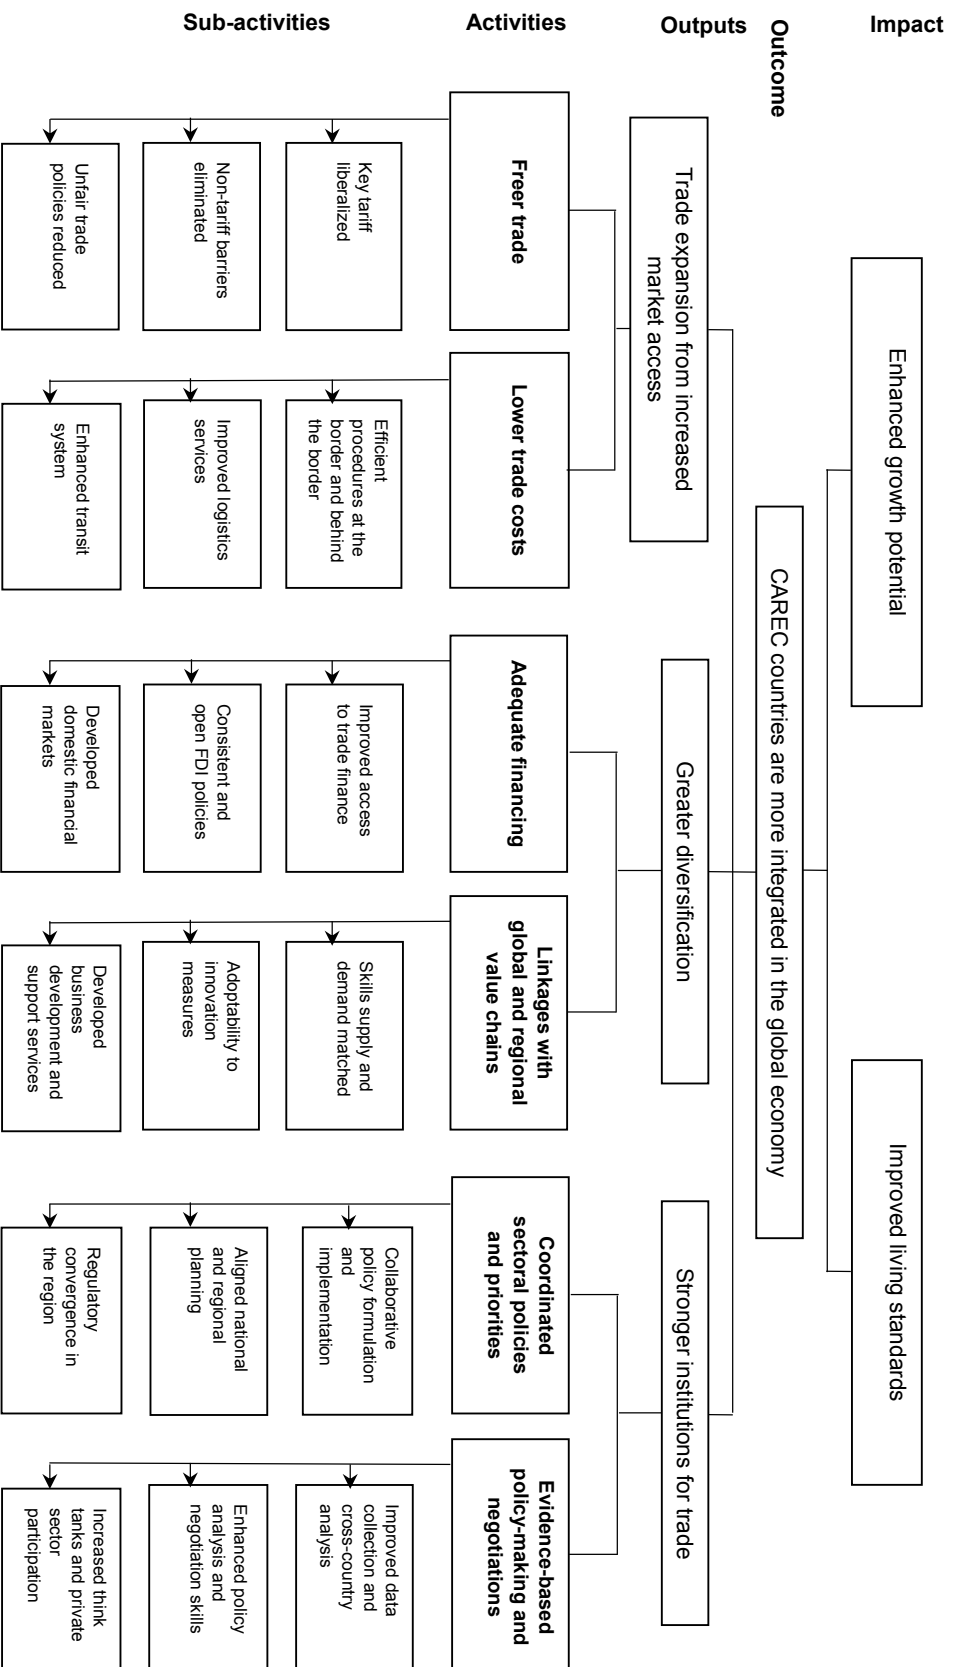 Impact
Enhanced growth potential
Improved living standards
Outcome
CAREC countries are more integrated in the global economy
Outputs
Trade expansion from increased
market access
Greater diversification
Stronger institutions for trade
Activities
Freer trade
Lower trade costs
Adequate financing
Linkages with
global and regional
value chains
Coordinated
sectoral policies
and priorities
Evidence-based
policy-making and
negotiations
Sub-activities
Key tariff
liberalized
Non-tariff barriers
eliminated
Unfair trade
policies reduced
Efficient
procedures at the
border and behind
the border
Improved logistics
services
Enhanced transit
system
Improved access
to trade finance
Consistent and
open FDI policies
Developed
domestic financial
markets
Skills supply and
demand matched
Adoptability to
innovation
measures
Developed
business
development and
support services
Collaborative
policy formulation
and
implementation
Aligned national
and regional
planning
Regulatory
convergence in
the region
Improved data
collection and
cross-country
analysis
Enhanced policy
analysis and
negotiation skills
Increased think
tanks and private
sector
participation